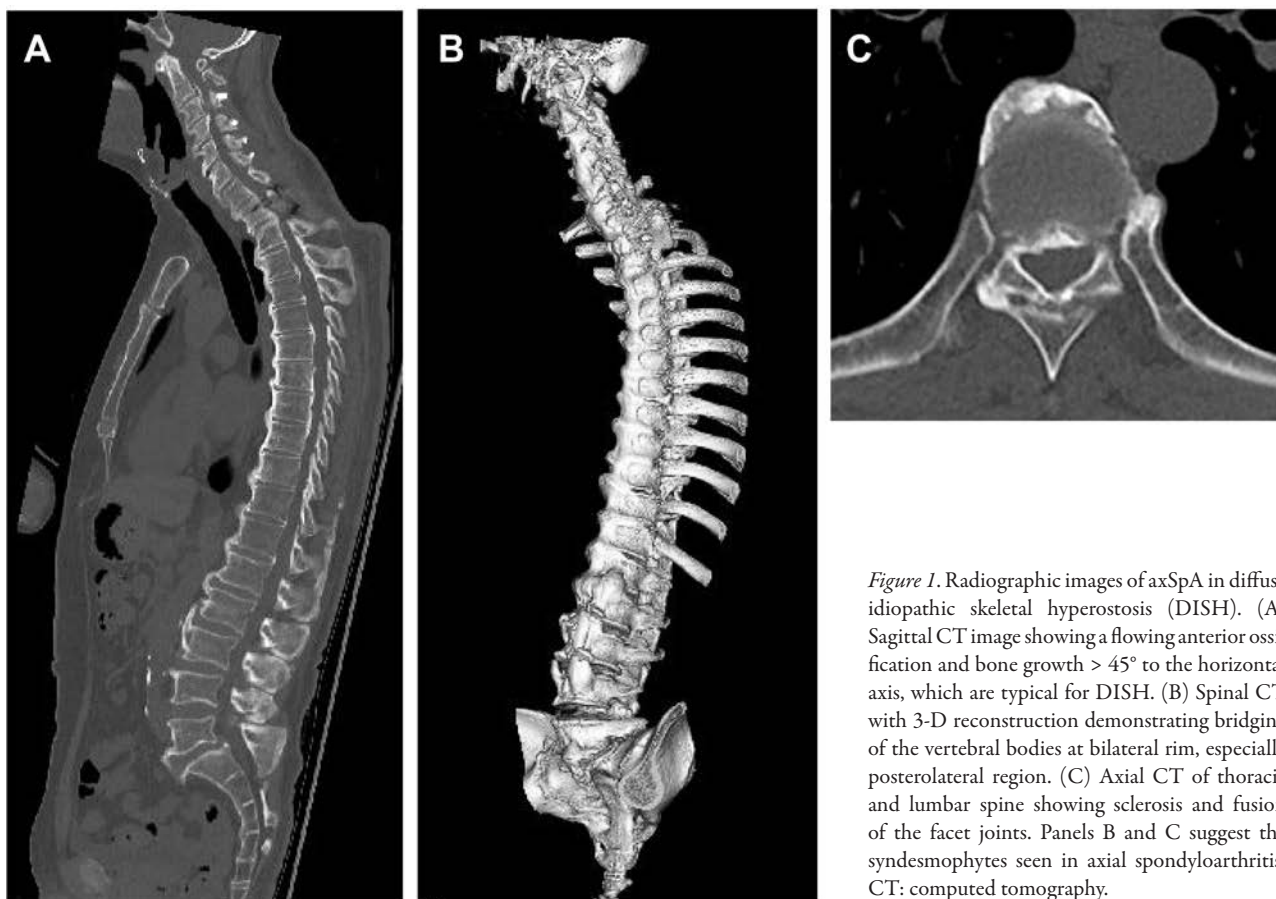 A
B
C
Figure 1. Radiographic images of axSpA in diffus
idiopathic skeletal hyperostosis (DISH). (A
Sagittal CT image showing a flowing anterior ossi
fication and bone growth > 45° to the horizonta
axis, which are typical for DISH. (B) Spinal CT
with 3-D reconstruction demonstrating bridgin
of the vertebral bodies at bilateral rim, especiall
posterolateral region. (C) Axial CT of thoraci
and lumbar spine showing sclerosis and fusio
of the facet joints. Panels B and C suggest th
syndesmophytes seen in axial spondyloarthritis
CT: computed tomography.